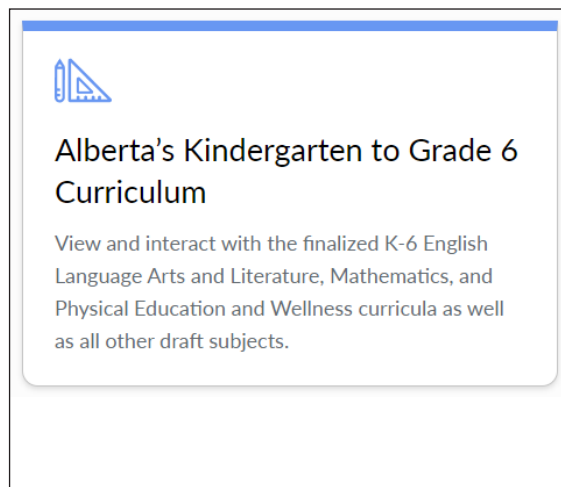 Alberta’s Kindergarten to Grade 6
Curriculum
View and interact with the finalized K-6 English
Language Arts and Literature, Mathematics, and
Physical Education and Wellness curricula as well
as all other draft subjects.